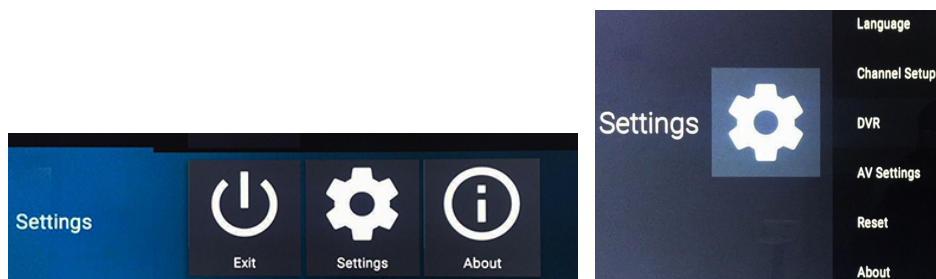 Settings
Exit
Settings
About
Settings
Language
Channel Setup
DVR
AV Settings
Reset
About